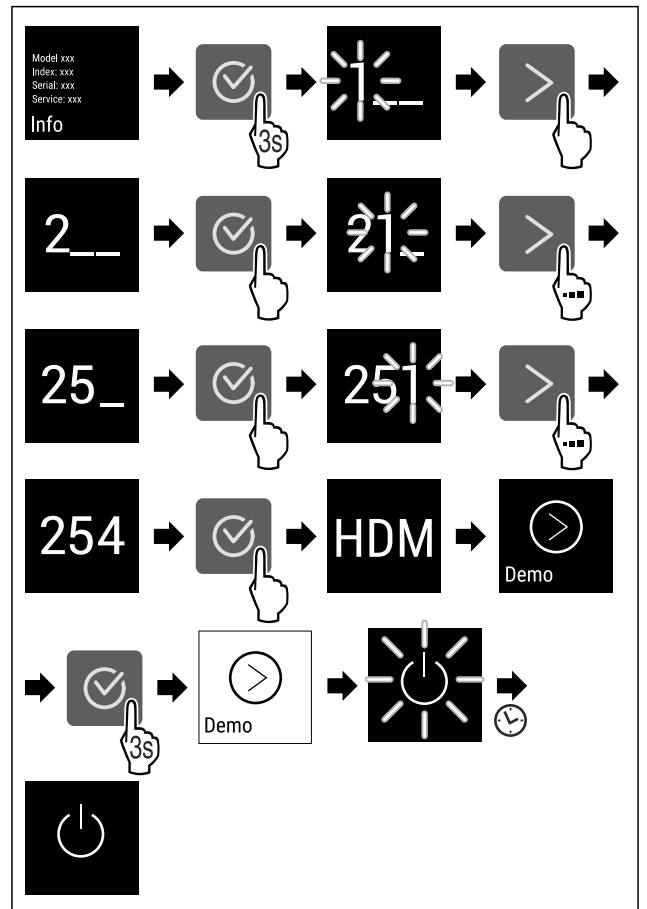 Model xxx
Index: xxx
Serial: xxx
Service: xxx
Info
3s
1__
2__
21_
25_
251
254
HDM
Demo
3s
Demo